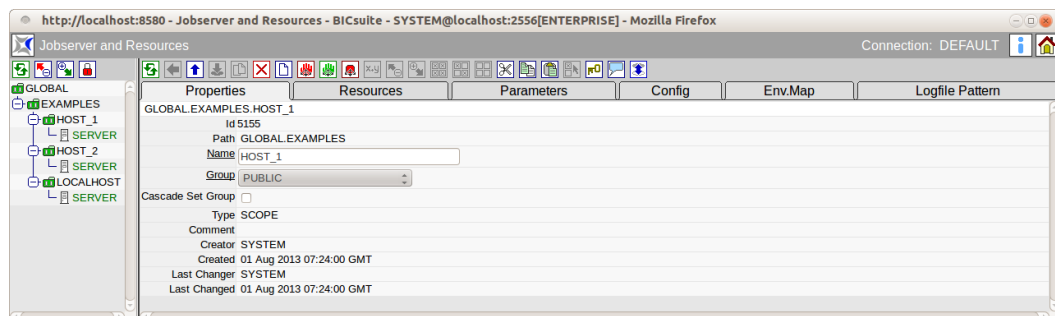 http://localhost:8580 - Jobserver and Resources - BICsuite - SYSTEM@localhost:2556[ENTERPRISE] - Mozilla Firefox
Jobserver and Resources
Connection: DEFAULT
GLOBAL
EXAMPLES
HOST_1
SERVER
HOST_2
SERVER
LOCALHOST
SERVER
Properties Resources Parameters Config Env.Map Logfile Pattern
GLOBAL.EXAMPLES.HOST_1
Id 5155
Path GLOBAL.EXAMPLES
Name HOST_1
Group PUBLIC
Cascade Set Group
Type SCOPE
Comment
Creator SYSTEM
Created 01 Aug 2013 07:24:00 GMT
Last Changer SYSTEM
Last Changed 01 Aug 2013 07:24:00 GMT